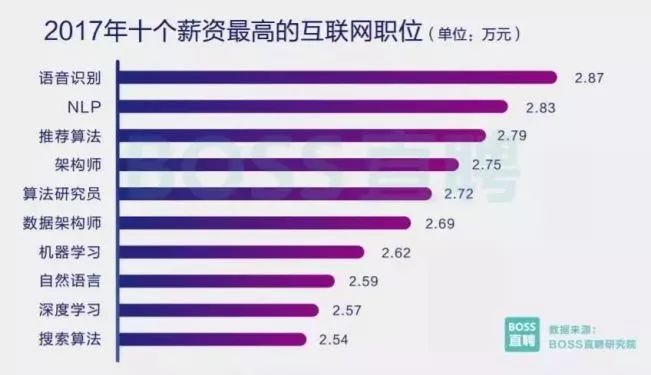 2017年十个薪资最高的互联网职位（单位：万元）
语音识别 2.87
NLP 2.83
推荐算法 2.79
架构师 2.75
算法研究员 2.72
数据架构师 2.69
机器学习 2.62
自然语言 2.59
深度学习 2.57
搜索算法 2.54
BOSS直聘
BOSS
直聘
数据来源：
BOSS直聘研究院